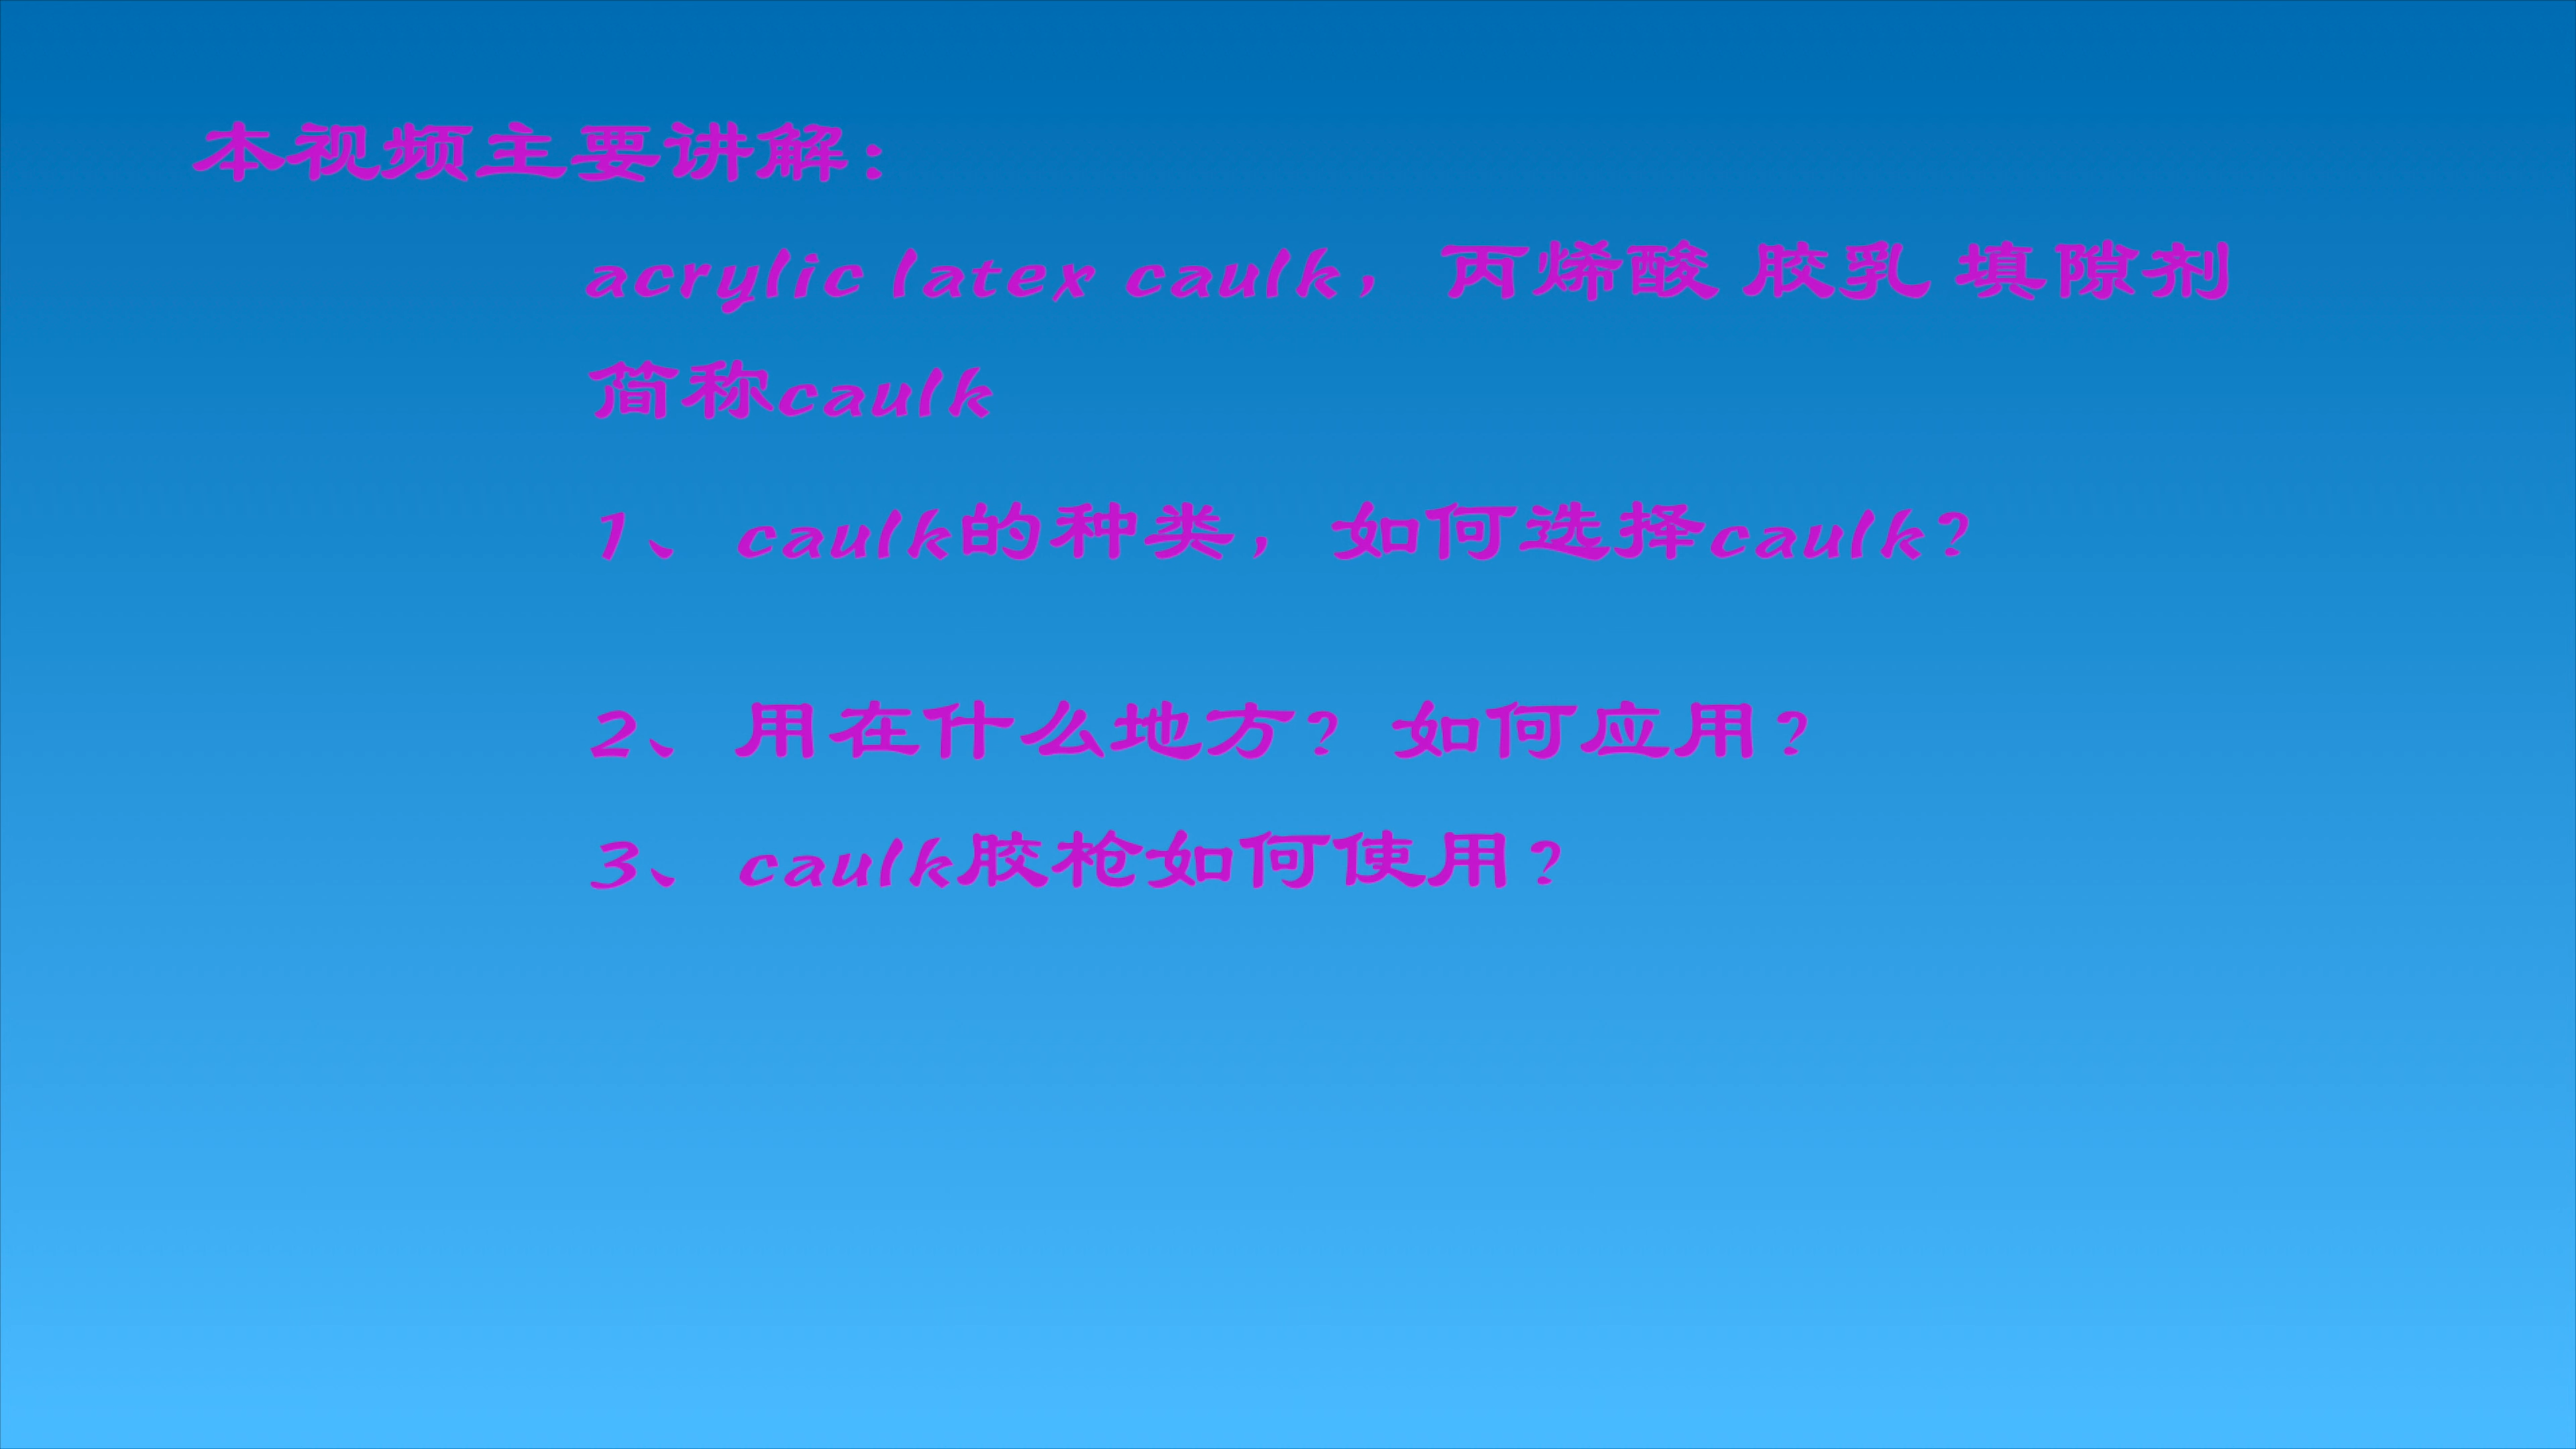 本视频主要讲解：
acrylic latex caulk，丙烯酸 胶乳 填隙剂
简称caulk
1、caulk的种类，如何选择caulk？
2、用在什么地方？如何应用？
3、caulk胶枪如何使用？